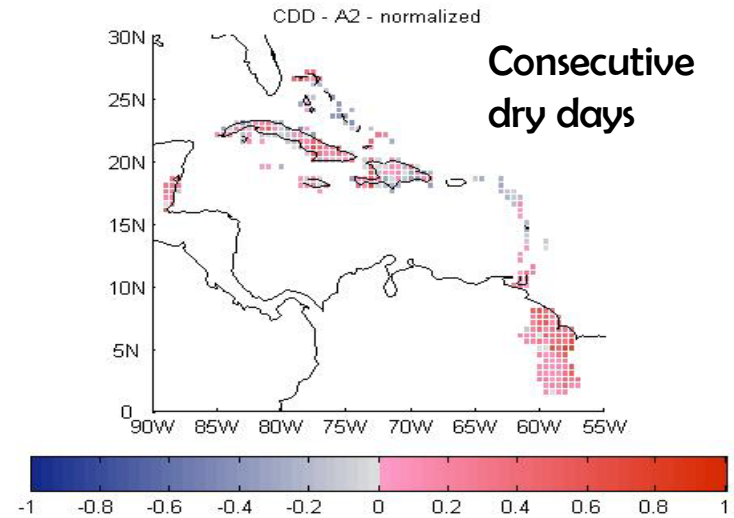 CDD - A2 - normalized
Consecutive
dry days
30N
25N
20N
15N
10N
5N
0
90W 85W 80W 75W 70W 65W 60W 55W
-1 -0.8 -0.6 -0.4 -0.2 0 0.2 0.4 0.6 0.8 1